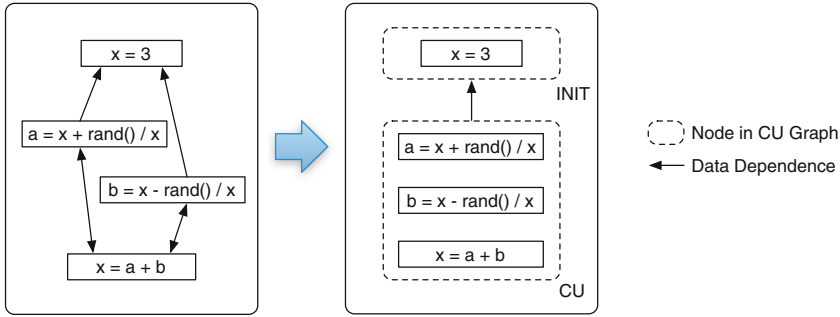 x = 3
a = x + rand() / x
b = x - rand() / x
x = a + b
x = 3
INIT
a = x + rand() / x
b = x - rand() / x
x = a + b
CU
Node in CU Graph
Data Dependence